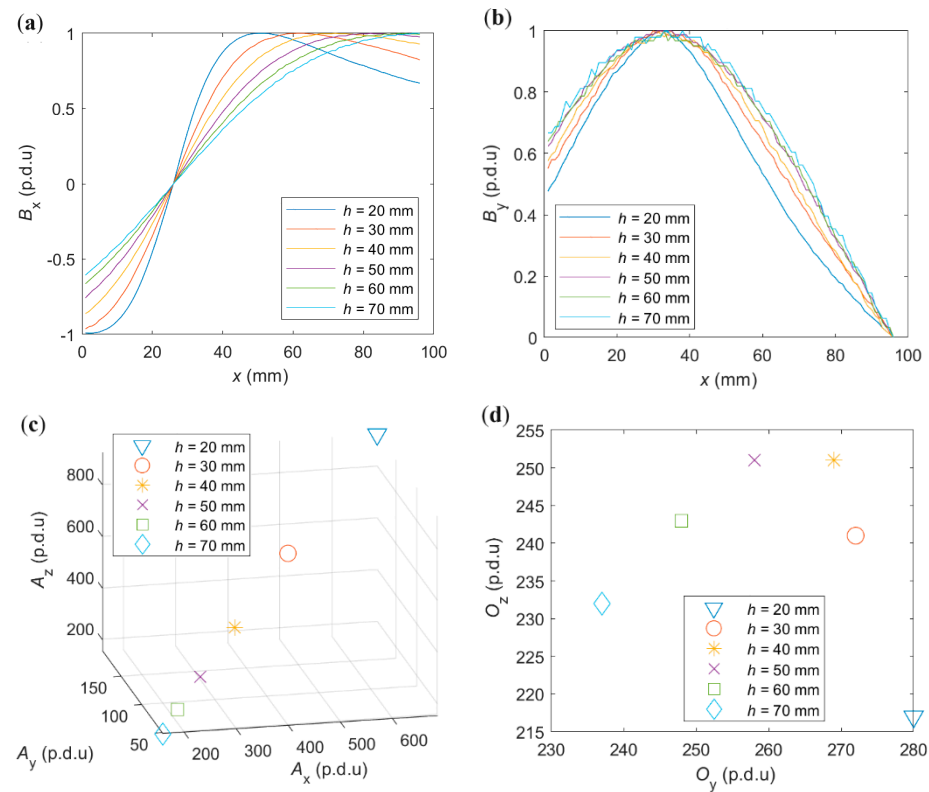 (a)
1
0.5
0
-0.5
-1
B_x (p.d.u)
h = 20 mm
h = 30 mm
h = 40 mm
h = 50 mm
h = 60 mm
h = 70 mm
0 20 40 60 80 100
x (mm)
(b)
1
0.8
0.6
0.4
0.2
0
B_y (p.d.u)
h = 20 mm
h = 30 mm
h = 40 mm
h = 50 mm
h = 60 mm
h = 70 mm
0 20 40 60 80 100
x (mm)
(c)
h = 20 mm
h = 30 mm
h = 40 mm
h = 50 mm
h = 60 mm
h = 70 mm
800
600
400
200
A_z (p.d.u)
150
100
50
A_y (p.d.u)
200 300 400 500 600
A_x (p.d.u)
(d)
255
250
245
240
235
230
225
220
215
O_z (p.d.u)
h = 20 mm
h = 30 mm
h = 40 mm
h = 50 mm
h = 60 mm
h = 70 mm
230 240 250 260 270 280
O_y (p.d.u)